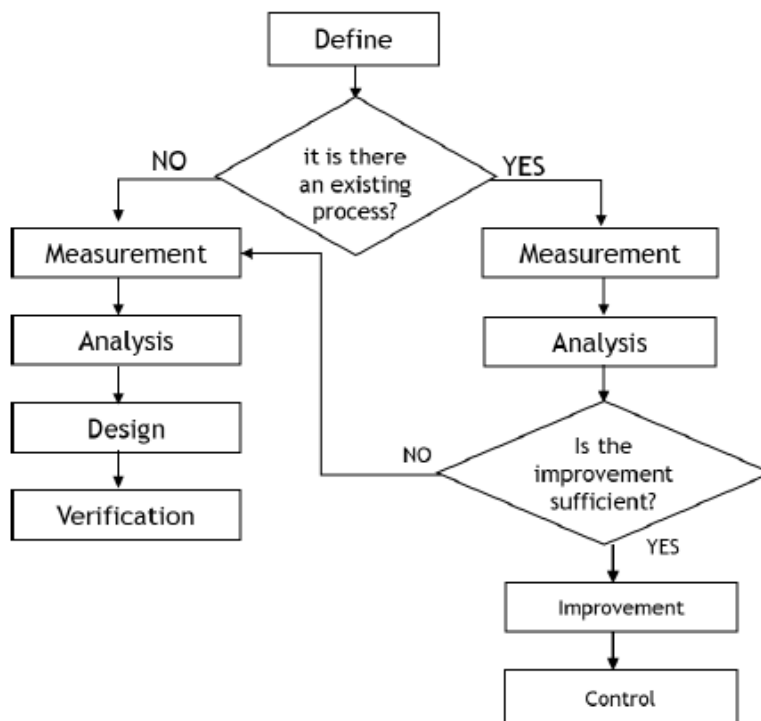 Define
NO
it is there
an existing
process?
YES
Measurement
Measurement
Analysis
Analysis
Design
NO
Is the
improvement
sufficient?
Verification
YES
Improvement
Control